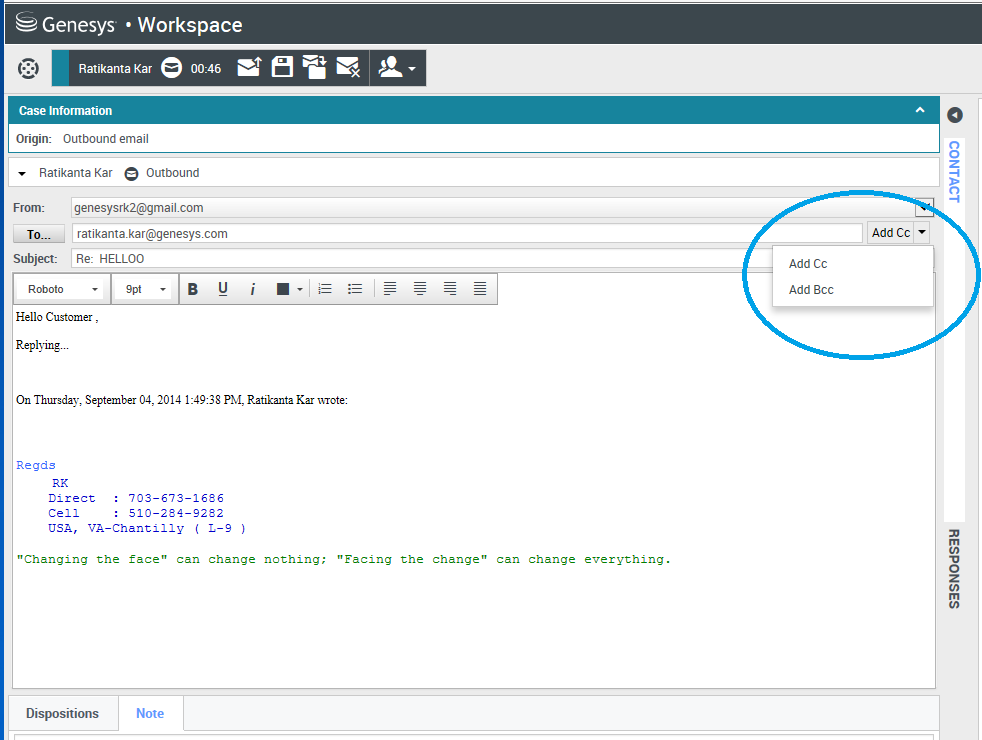 Genesys • Workspace
Ratikanta Kar 00:46
Case Information
Origin: Outbound email
Ratikanta Kar Outbound
From: genesysrk2@gmail.com
To... ratikanta.kar@genesys.com Add Cc
Subject: Re: HELLOO
Add Cc
Add Bcc
Roboto 9pt B U i
Hello Customer ,
Replying...
On Thursday, September 04, 2014 1:49:38 PM, Ratikanta Kar wrote:
Regds
RK
Direct : 703-673-1686
Cell : 510-284-9282
USA, VA-Chantilly ( L-9 )
"Changing the face" can change nothing; "Facing the change" can change everything.
Dispositions Note
CONTACT
RESPONSES